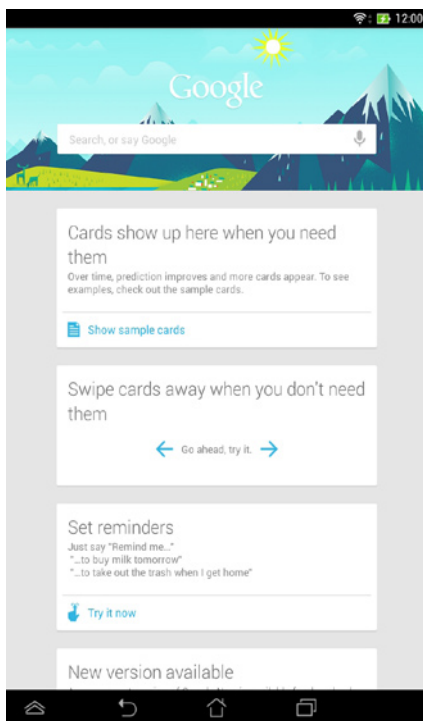 12:00
Google
Search, or say Google
Cards show up here when you need
them
Over time, prediction improves and more cards appear. To see
examples, check out the sample cards.
Show sample cards
Swipe cards away when you don't need
them
Go ahead, try it.
Set reminders
Just say "Remind me..."
"...to buy milk tomorrow"
"...to take out the trash when I get home"
Try it now
New version available